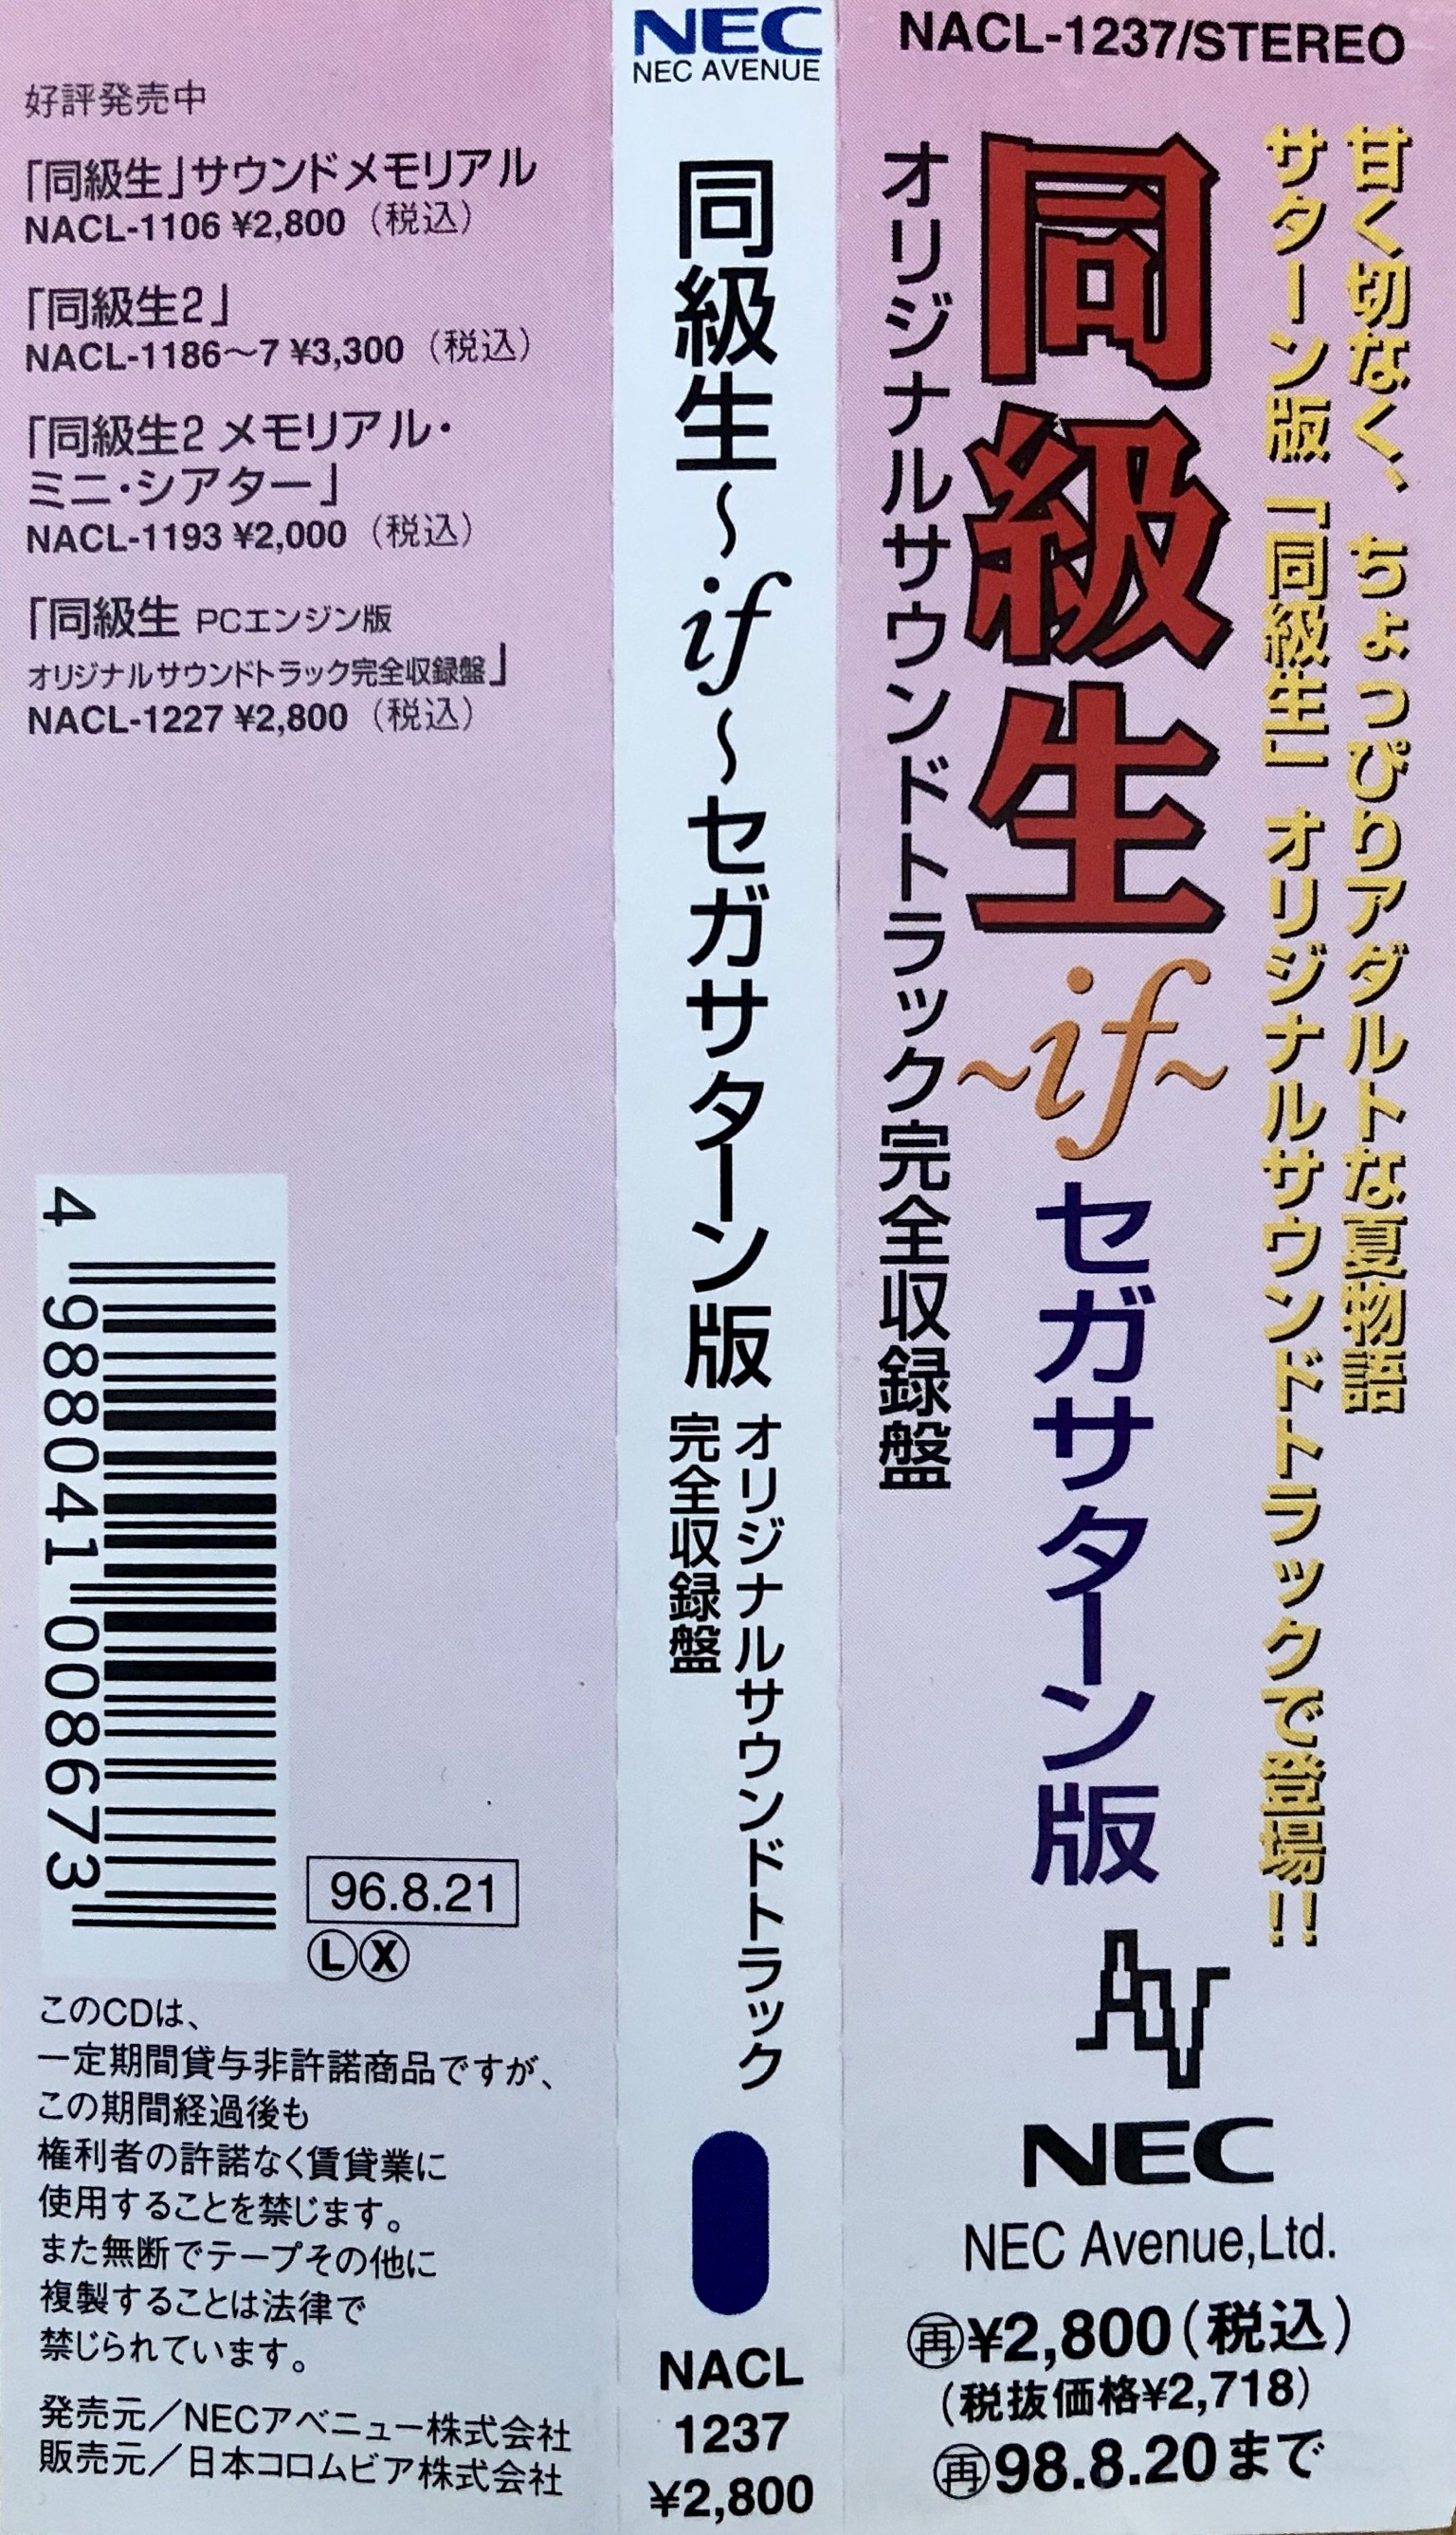 NACL-1237/STEREO
甘く切なく、ちょっぴりアダルトな夏物語
サターン版「同級生」オリジナルサウンドトラックで登場!!
同級生
~if~
セガサターン版
オリジナルサウンドトラック完全収録盤
NEC
NEC Avenue,Ltd.
再¥2,800(税込)
(税抜価格¥2,718)
再98.8.20まで
NEC
NEC AVENUE
同級生~if~セガサターン版
オリジナルサウンドトラック
完全収録盤
NACL
1237
¥2,800
好評発売中
「同級生」サウンドメモリアル
NACL-1106 ¥2,800(税込)
「同級生2」
NACL-1186〜7 ¥3,300(税込)
「同級生2 メモリアル・
ミニ・シアター」
NACL-1193 ¥2,000(税込)
「同級生 PCエンジン版
オリジナルサウンドトラック完全収録盤」
NACL-1227 ¥2,800(税込)
4 988041 008673
96.8.21
Ⓛ Ⓧ
このCDは、
一定期間貸与非許諾商品ですが、
この期間経過後も
権利者の許諾なく賃貸業に
使用することを禁じます。
また無断でテープその他に
複製することは法律で
禁じられています。
発売元／NECアベニュー株式会社
販売元／日本コロムビア株式会社